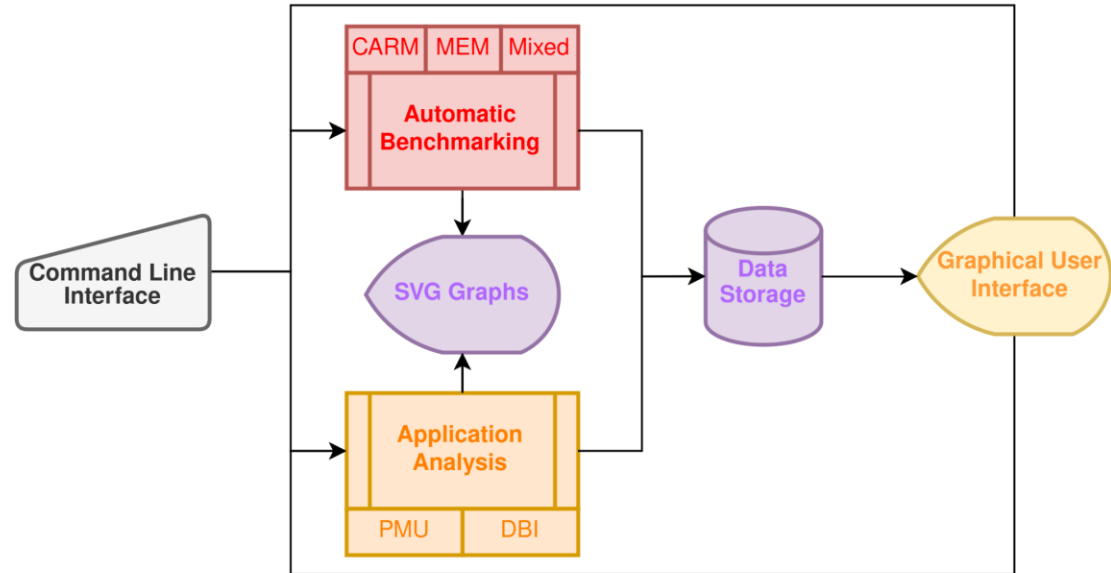 CARM MEM Mixed
Automatic
Benchmarking
Command Line
Interface
SVG Graphs
Data
Storage
Graphical User
Interface
Application
Analysis
PMU DBI